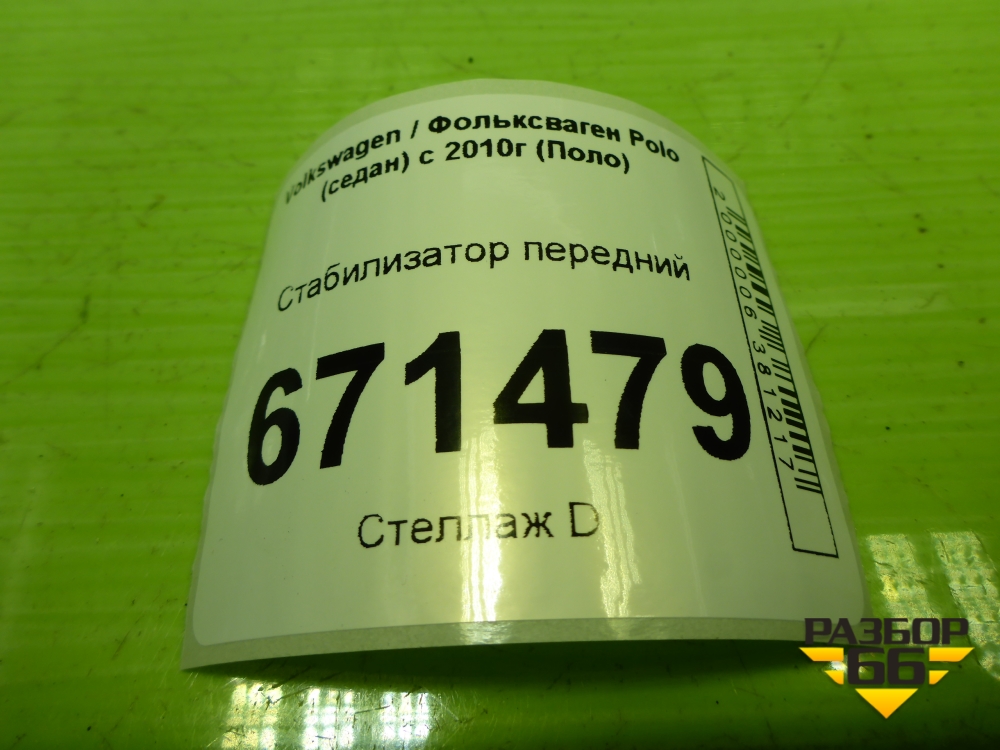 Volkswagen / Фольксваген Polo
(седан) с 2010г (Поло)
Стабилизатор передний
671479
Стеллаж D
2000006381217
РАЗБОР
66